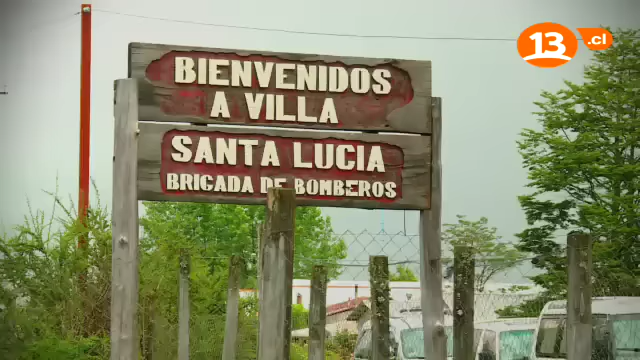 13.cl
BIENVENIDOS
A VILLA
SANTA LUCIA
BRIGADA DE BOMBEROS